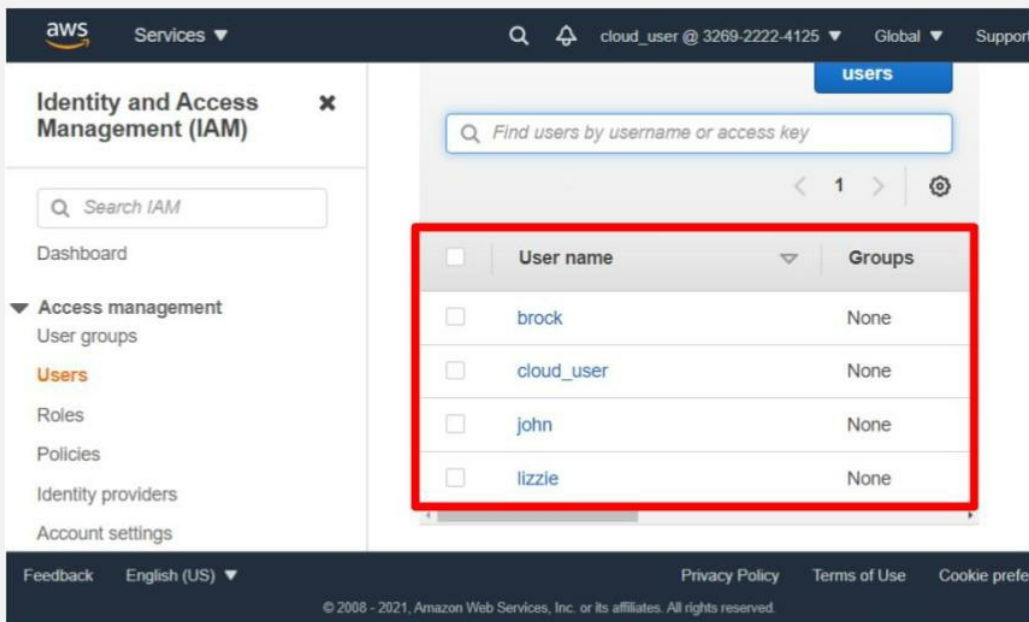 aws
Services ▼
cloud_user @ 3269-2222-4125 ▼
Global ▼
Support
Identity and Access
Management (IAM)
Search IAM
Dashboard
Access management
User groups
Users
Roles
Policies
Identity providers
Account settings
users
Find users by username or access key
< 1 >
User name Groups
brock None
cloud_user None
john None
lizzie None
Feedback English (US) ▼ Privacy Policy Terms of Use Cookie prefe
© 2008 - 2021, Amazon Web Services, Inc. or its affiliates. All rights reserved.